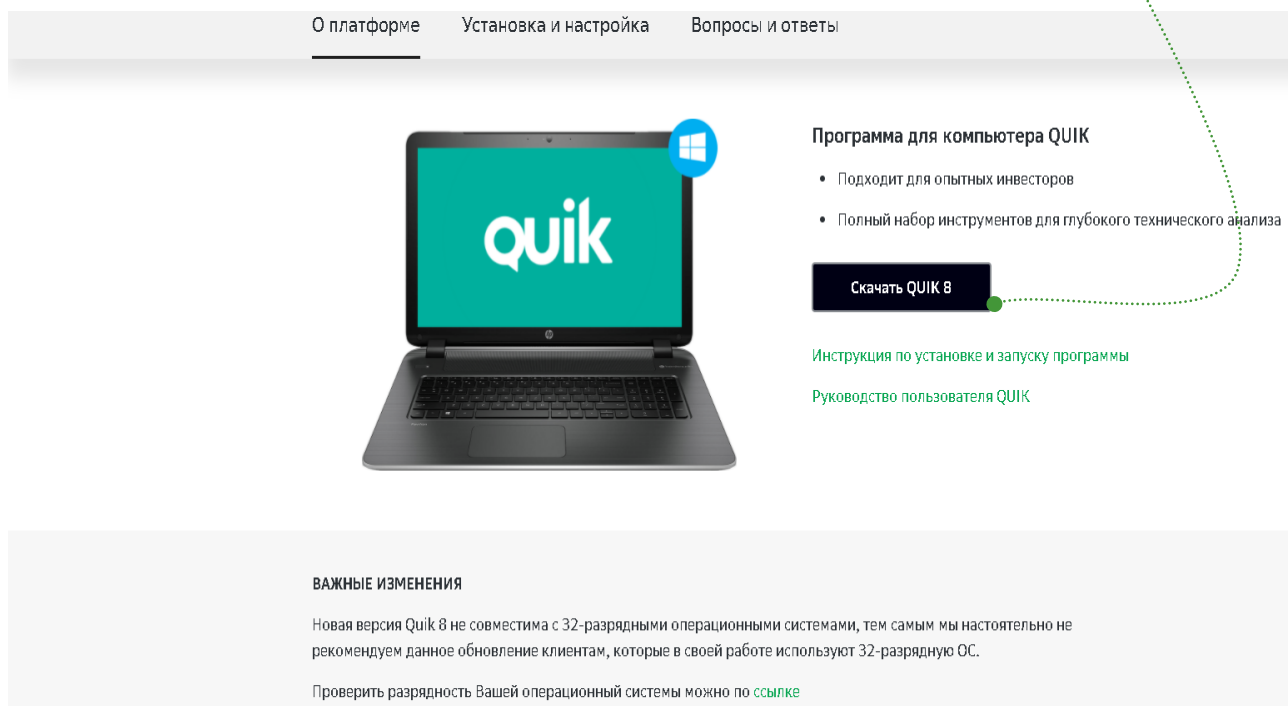 О платформе Установка и настройка Вопросы и ответы
quik
Программа для компьютера QUIK
• Подходит для опытных инвесторов
• Полный набор инструментов для глубокого технического анализа
Скачать QUIK 8
Инструкция по установке и запуску программы
Руководство пользователя QUIK
ВАЖНЫЕ ИЗМЕНЕНИЯ
Новая версия Quik 8 не совместима с 32-разрядными операционными системами, тем самым мы настоятельно не
рекомендуем данное обновление клиентам, которые в своей работе используют 32-разрядную ОС.
Проверить разрядность Вашей операционный системы можно по ссылке